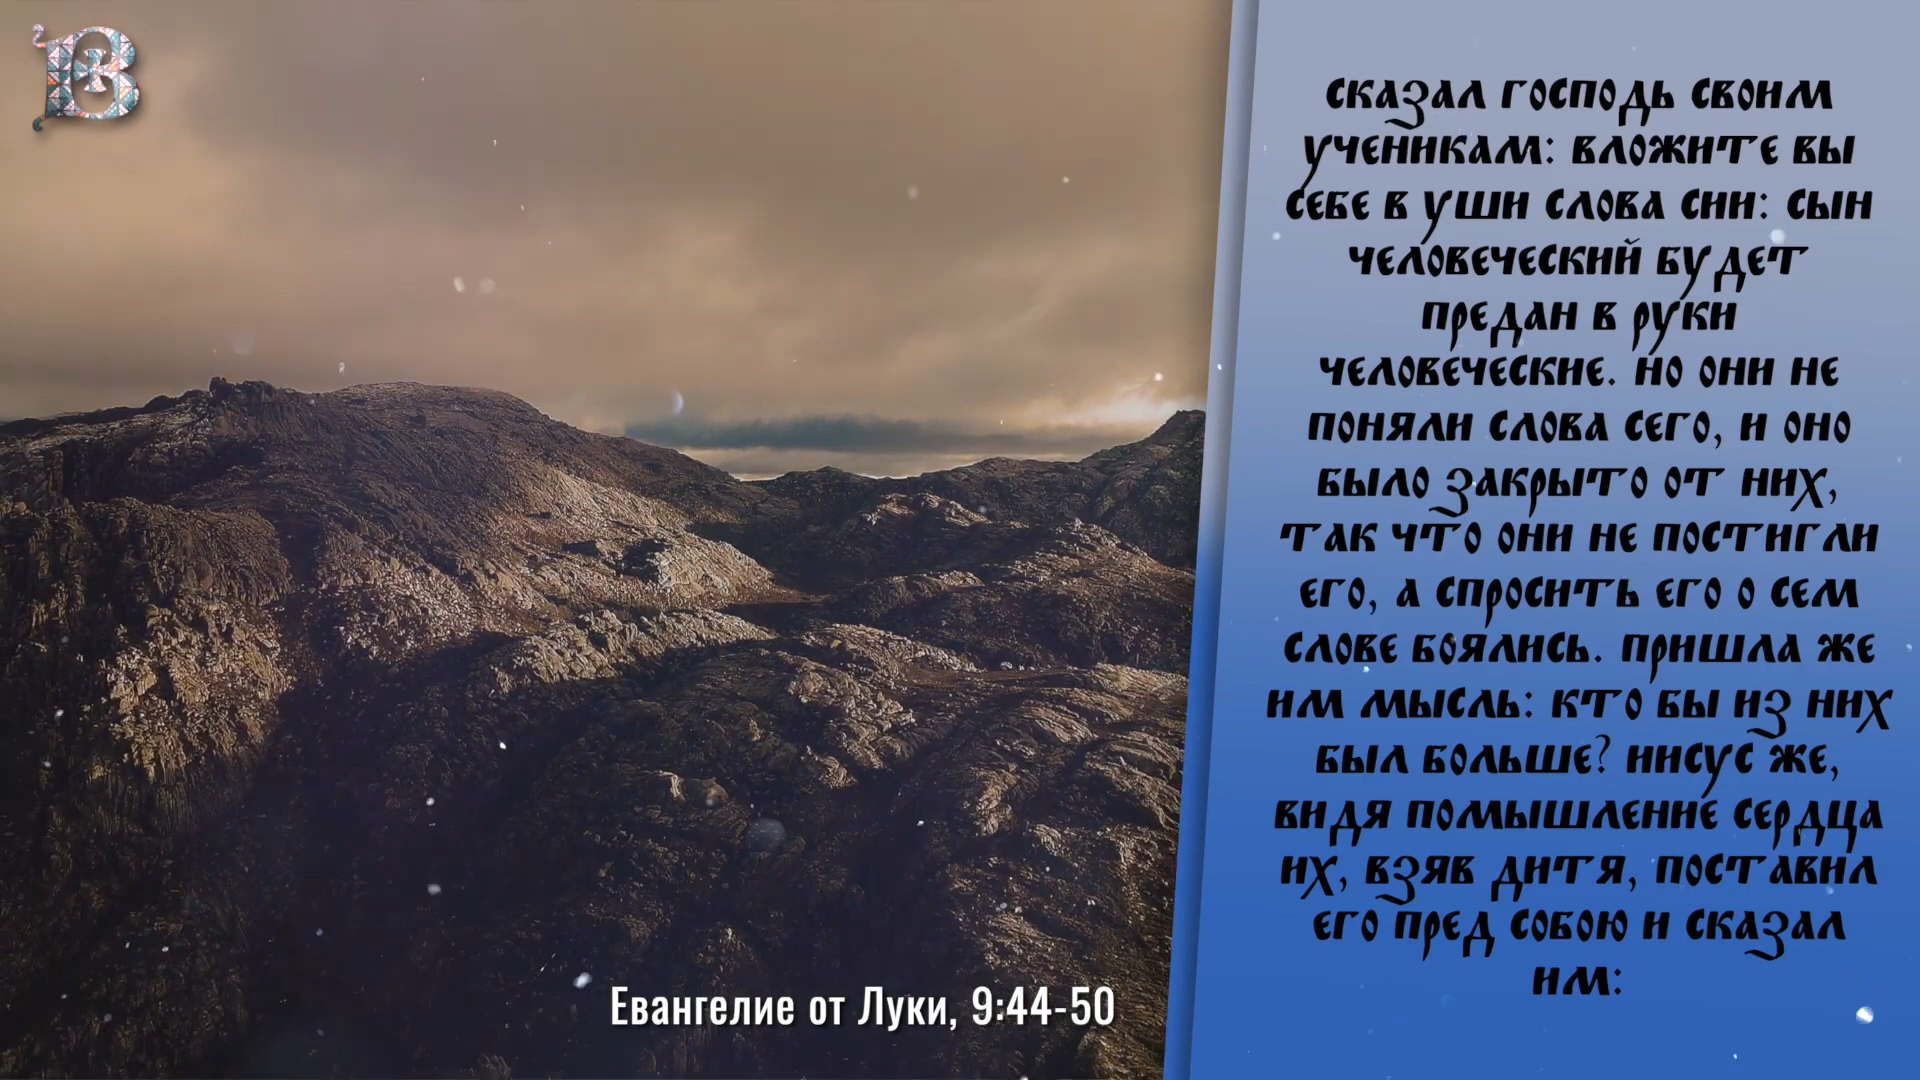 В
сказал господь своим
ученикам: вложите вы
себе в уши слова сии: сын
человеческий будет
предан в руки
человеческие. но они не
поняли слова сего, и оно
было закрыто от них,
так что они не постигли
его, а спросить его о сем
слове боялись. пришла же
им мысль: кто бы из них
был больше? иисус же,
видя помышление сердца
их, взяв дитя, поставил
его пред собою и сказал
им:
Евангелие от Луки, 9:44-50